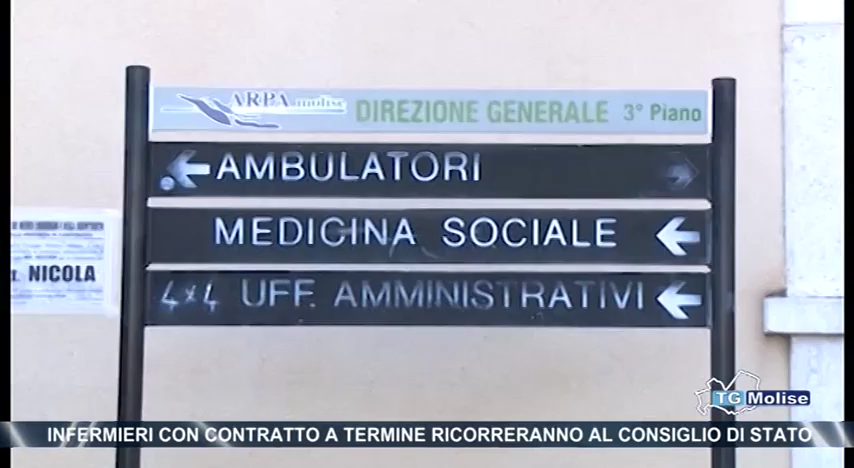 ARPA molise DIREZIONE GENERALE 3° Piano
AMBULATORI
MEDICINA SOCIALE
4x4 UFF. AMMINISTRATIVI
NICOLA
TG Molise
INFERMIERI CON CONTRATTO A TERMINE RICORRERANNO AL CONSIGLIO DI STATO